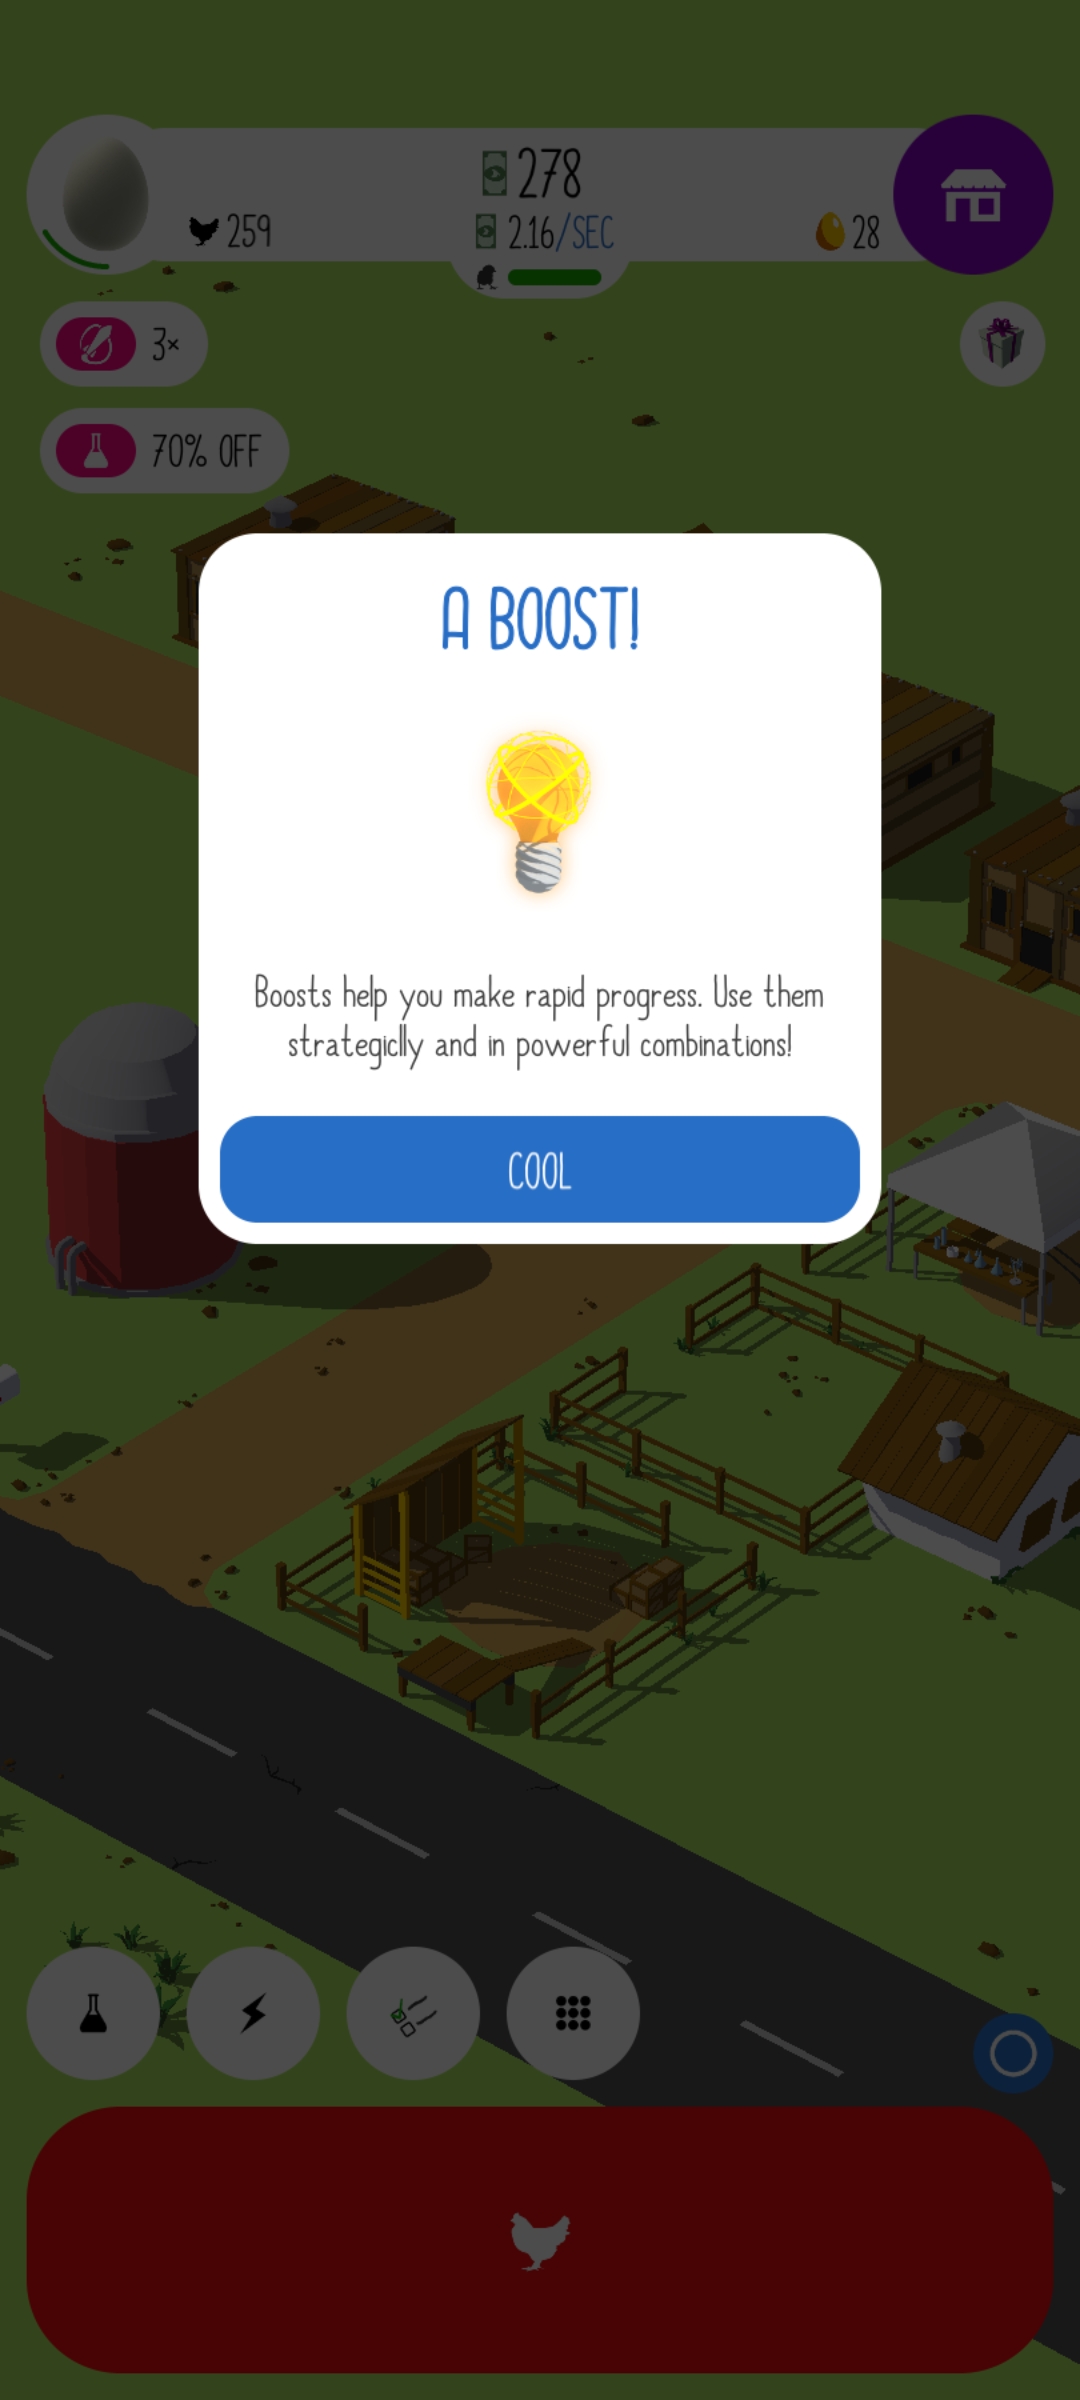 278
259
2.16/SEC
28
3×
70% OFF
A BOOST!
Boosts help you make rapid progress. Use them
strategiclly and in powerful combinations!
COOL